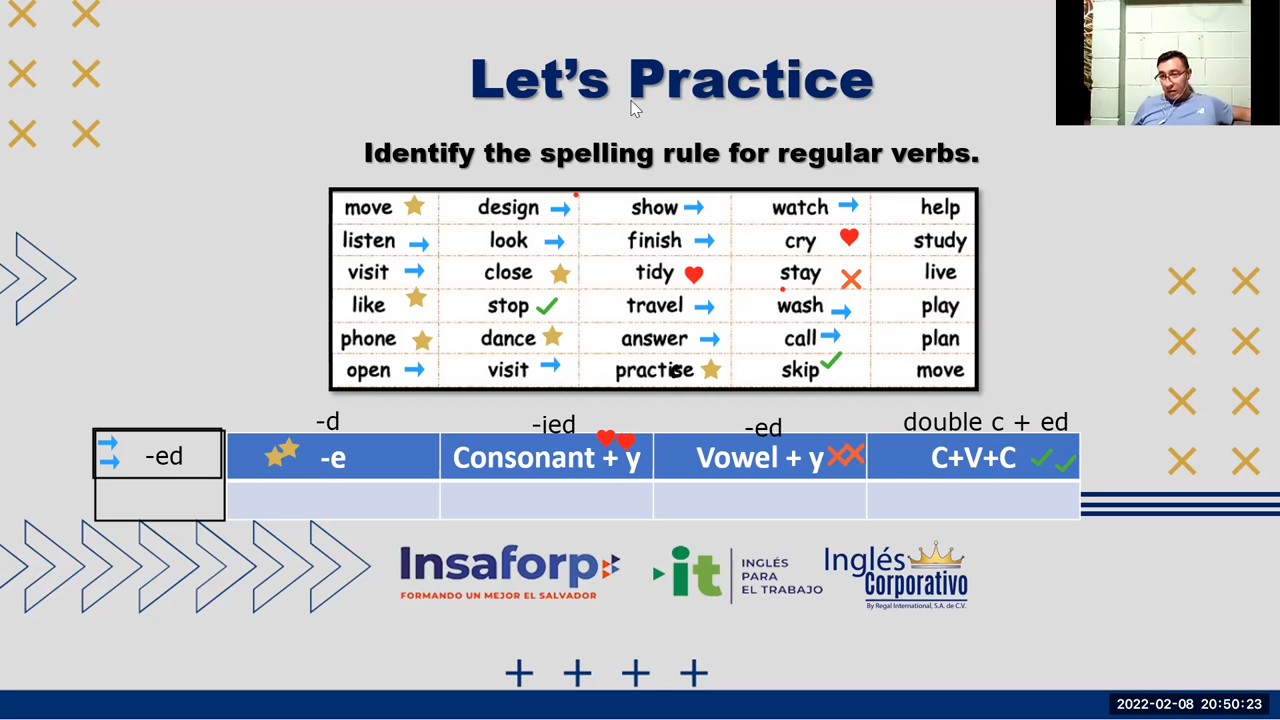 Let's Practice
Identify the spelling rule for regular verbs.
move design show watch help
listen look finish cry study
visit close tidy stay live
like stop travel wash play
phone dance answer call plan
open visit practise skip move
-d -ied -ed double c + ed
-ed -e Consonant + y Vowel + y C+V+C
Insaforp
FORMANDO UN MEJOR EL SALVADOR
it
INGLÉS
PARA
EL TRABAJO
Inglés
Corporativo
By Regal International, S.A. de C.V.
2022-02-08 20:50:23